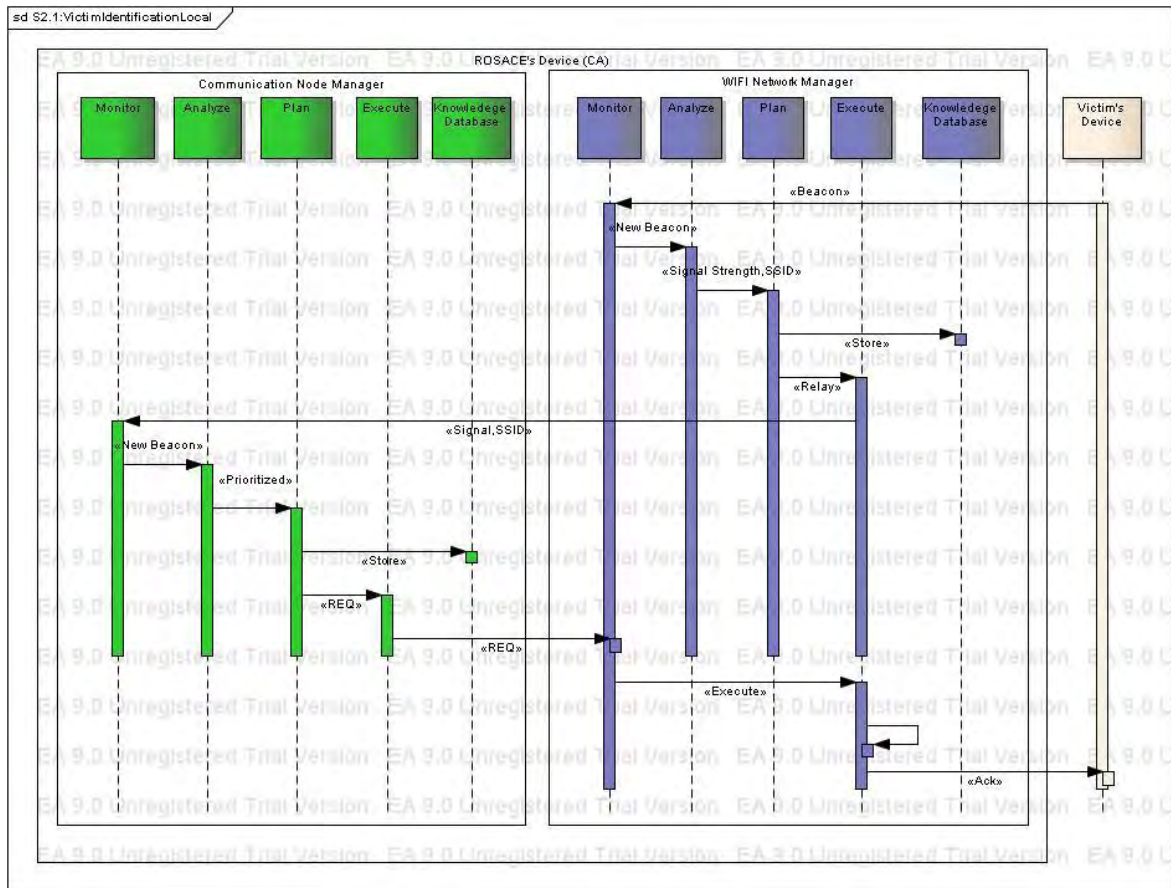 sd S2.1:VictimIdentificationLocal
ROSACE's Device (CA)
Communication Node Manager
WIFI Network Manager
Monitor
Analyze
Plan
Execute
Knowledege
Database
Monitor
Analyze
Plan
Execute
Knowledege
Database
Victim's
Device
«Beacon»
«New Beacon»
«Signal Strength,SSID»
«Store»
«Relay»
«Signal,SSID»
«New Beacon»
«Prioritized»
«Store»
«REQ»
«REQ»
«Execute»
«Ack»
EA 9.0 Unregistered Trial Version